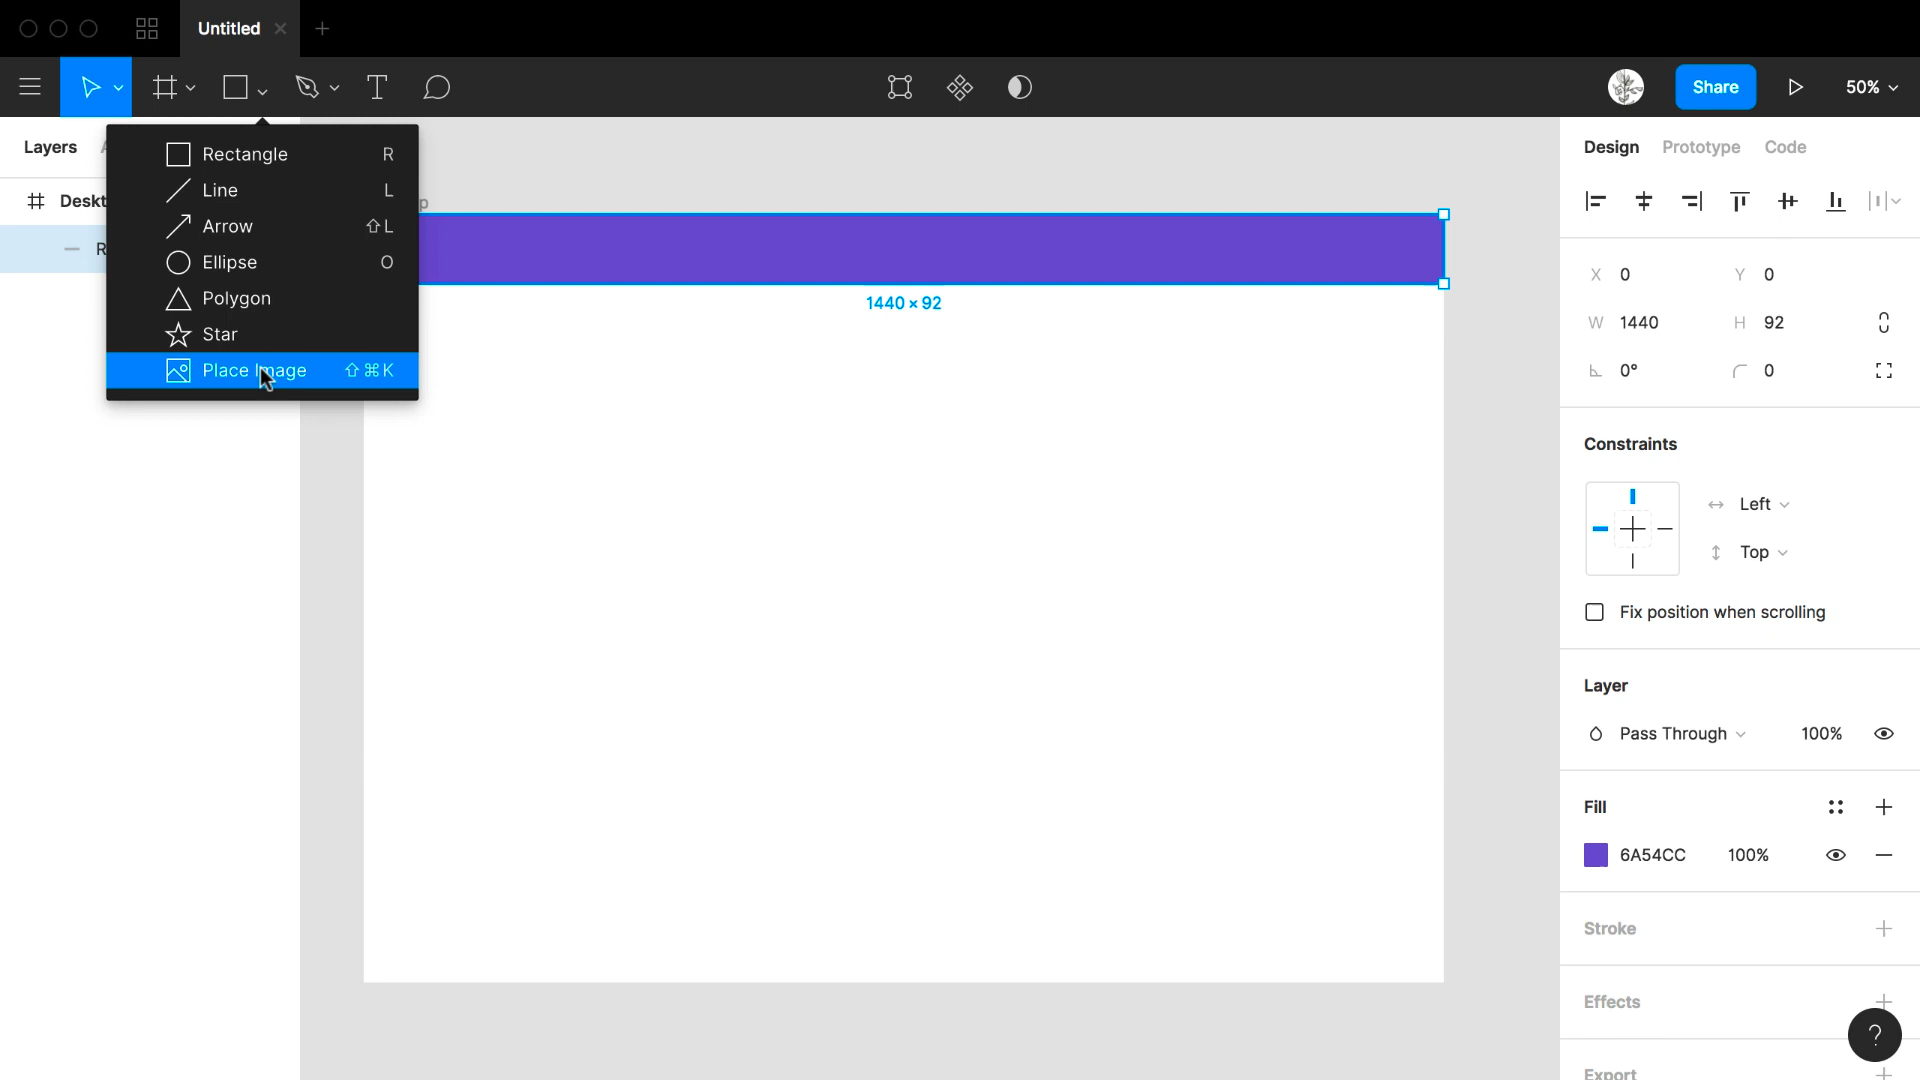 Untitled
Share
50%
Layers
Rectangle R
Line L
Arrow ⇧L
Ellipse O
Polygon
Star
Place Image ⇧⌘K
Deskt
R
p
1440 × 92
Design Prototype Code
X 0 Y 0
W 1440 H 92
0° 0
Constraints
Left
Top
Fix position when scrolling
Layer
Pass Through 100%
Fill
6A54CC 100%
Stroke
Effects
?
Export